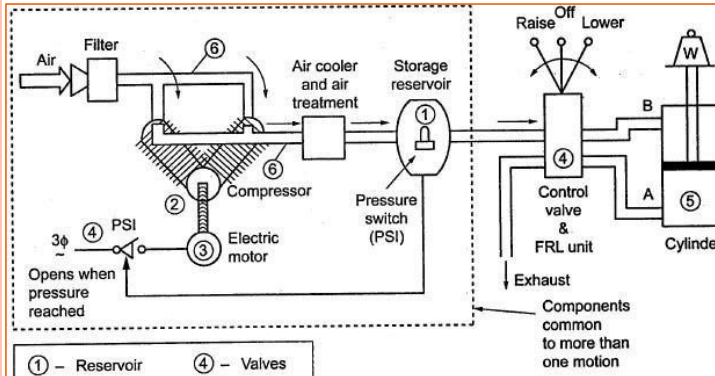 Raise
Off
Lower
Filter
Air
⑥
Air cooler
and air
treatment
Storage
reservoir
①
W
B
⑥
Compressor
②
Pressure
switch
(PSI)
④
Control
valve
&
FRL unit
A
⑤
Cylinde
3ϕ
~
④
PSI
③
Electric
motor
Opens when
pressure
reached
Exhaust
Components
common
to more than
one motion
① – Reservoir
④ – Valves